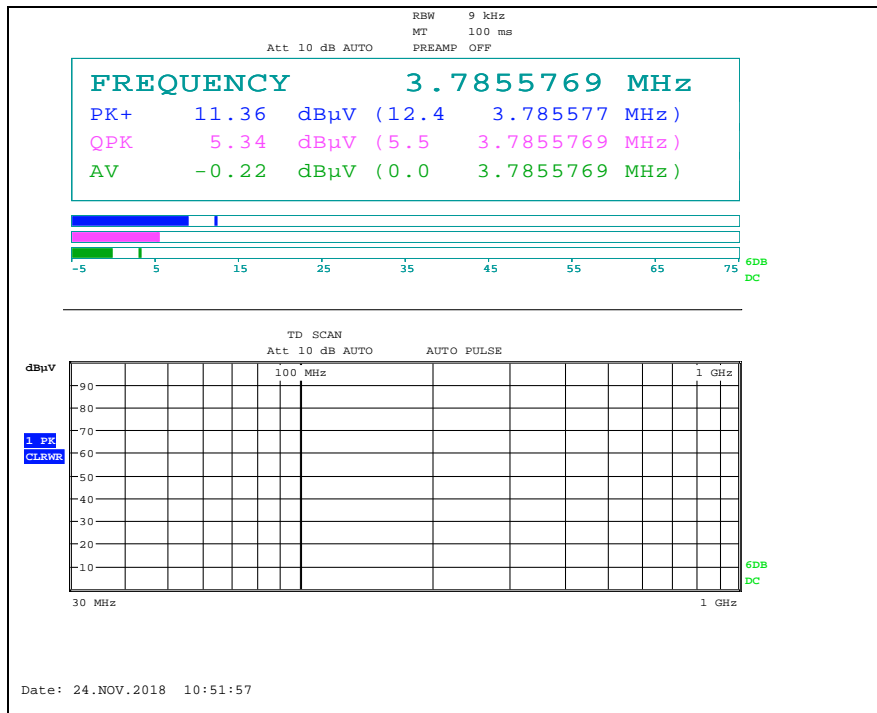 RBW 9 kHz
MT 100 ms
Att 10 dB AUTO PREAMP OFF
FREQUENCY 3.7855769 MHz
PK+ 11.36 dBµV (12.4 3.785577 MHz)
QPK 5.34 dBµV (5.5 3.7855769 MHz)
AV -0.22 dBµV (0.0 3.7855769 MHz)
-5 5 15 25 35 45 55 65 75
6DB
DC
TD SCAN
Att 10 dB AUTO AUTO PULSE
dBµV
100 MHz 1 GHz
90
80
70
1 PK
CLRWR
60
50
40
30
20
10
6DB
DC
30 MHz 1 GHz
Date: 24.NOV.2018 10:51:57